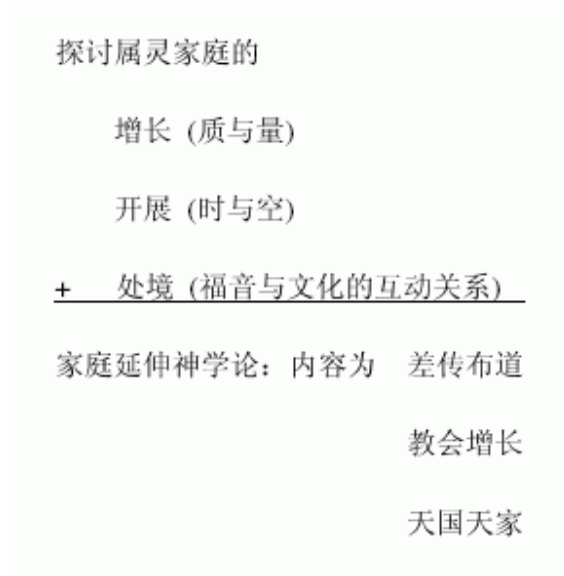 探讨属灵家庭的
增长 (质与量)
开展 (时与空)
+ 处境 (福音与文化的互动关系)
家庭延伸神学论：内容为 差传布道
教会增长
天国天家